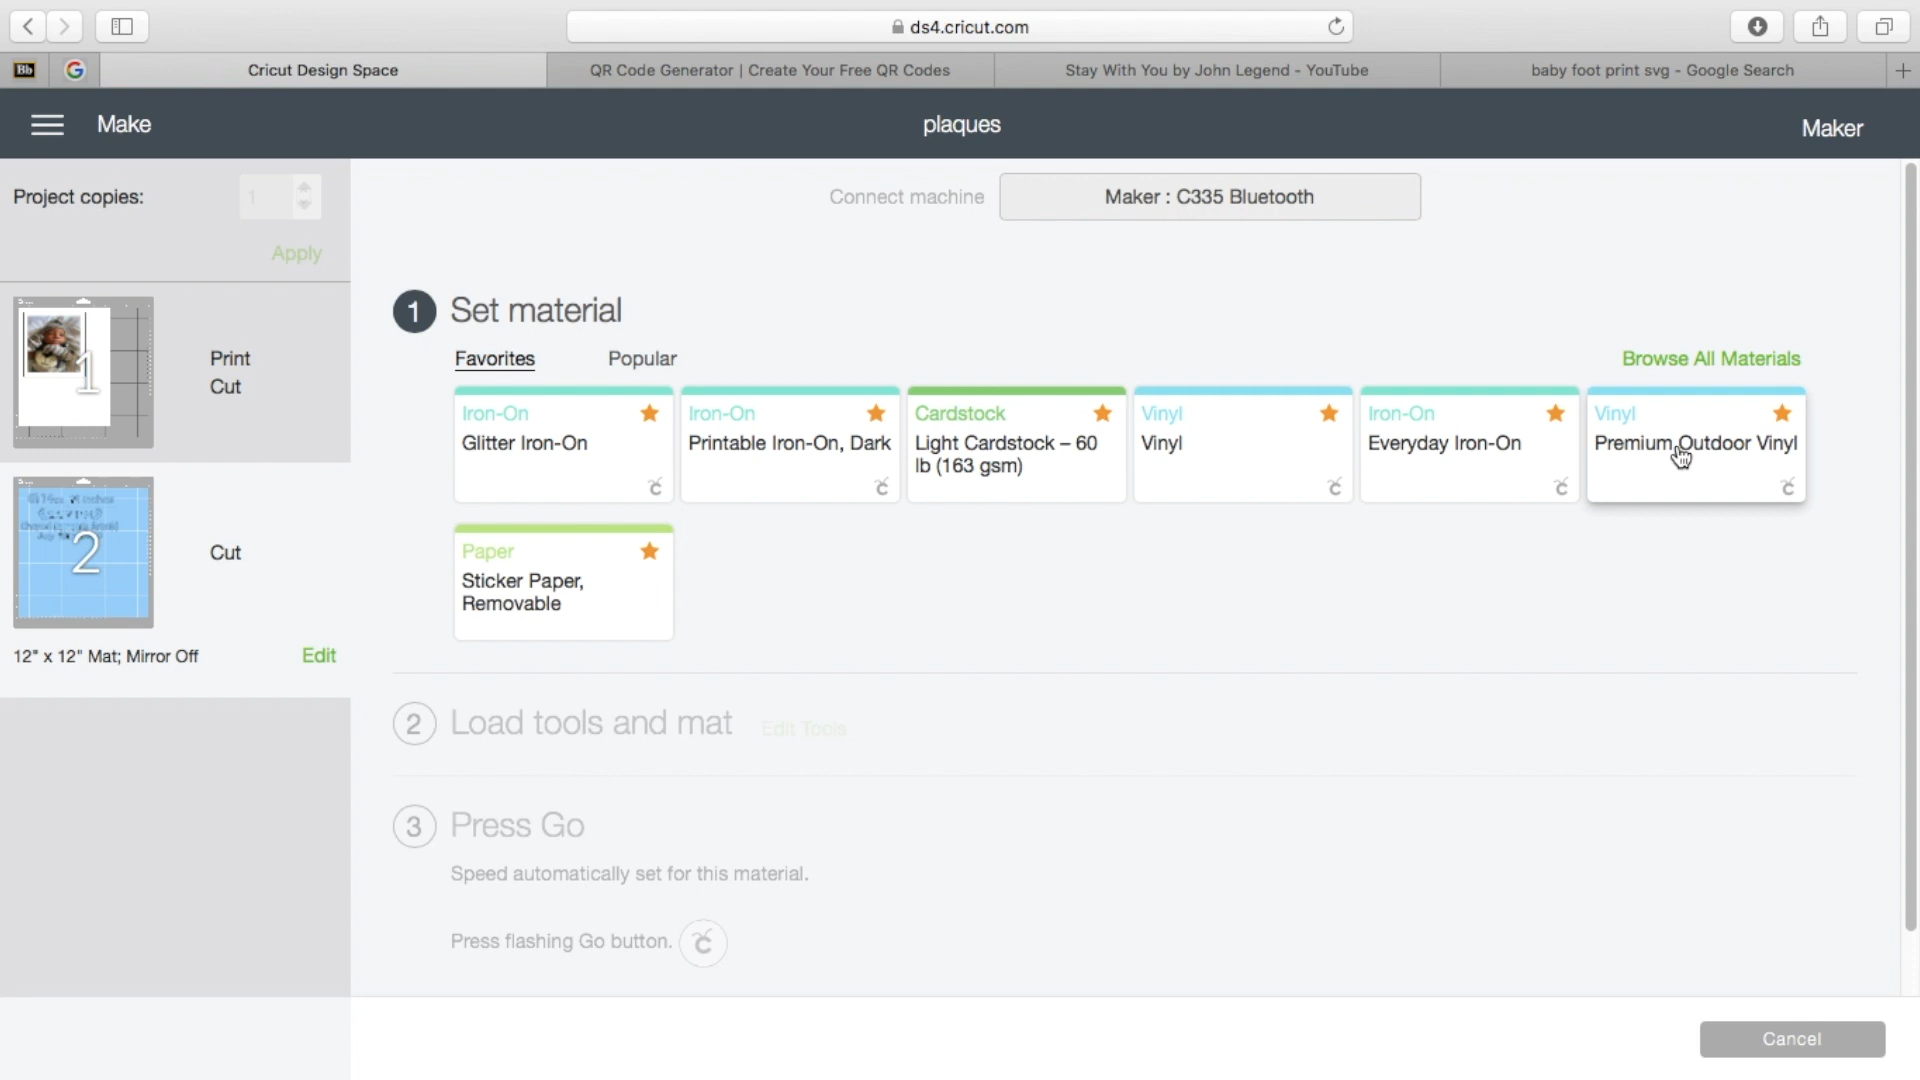 ds4.cricut.com
Bb
G
Cricut Design Space
QR Code Generator | Create Your Free QR Codes
Stay With You by John Legend - YouTube
baby foot print svg - Google Search
Make
plaques
Maker
Project copies:
1
Connect machine
Maker : C335 Bluetooth
Apply
1 Set material
Favorites
Popular
Browse All Materials
Iron-On
Glitter Iron-On
Iron-On
Printable Iron-On, Dark
Cardstock
Light Cardstock – 60
lb (163 gsm)
Vinyl
Vinyl
Iron-On
Everyday Iron-On
Vinyl
Premium Outdoor Vinyl
Paper
Sticker Paper,
Removable
1
Print
Cut
2
Cut
12" x 12" Mat; Mirror Off
Edit
2 Load tools and mat
Edit Tools
3 Press Go
Speed automatically set for this material.
Press flashing Go button.
Cancel